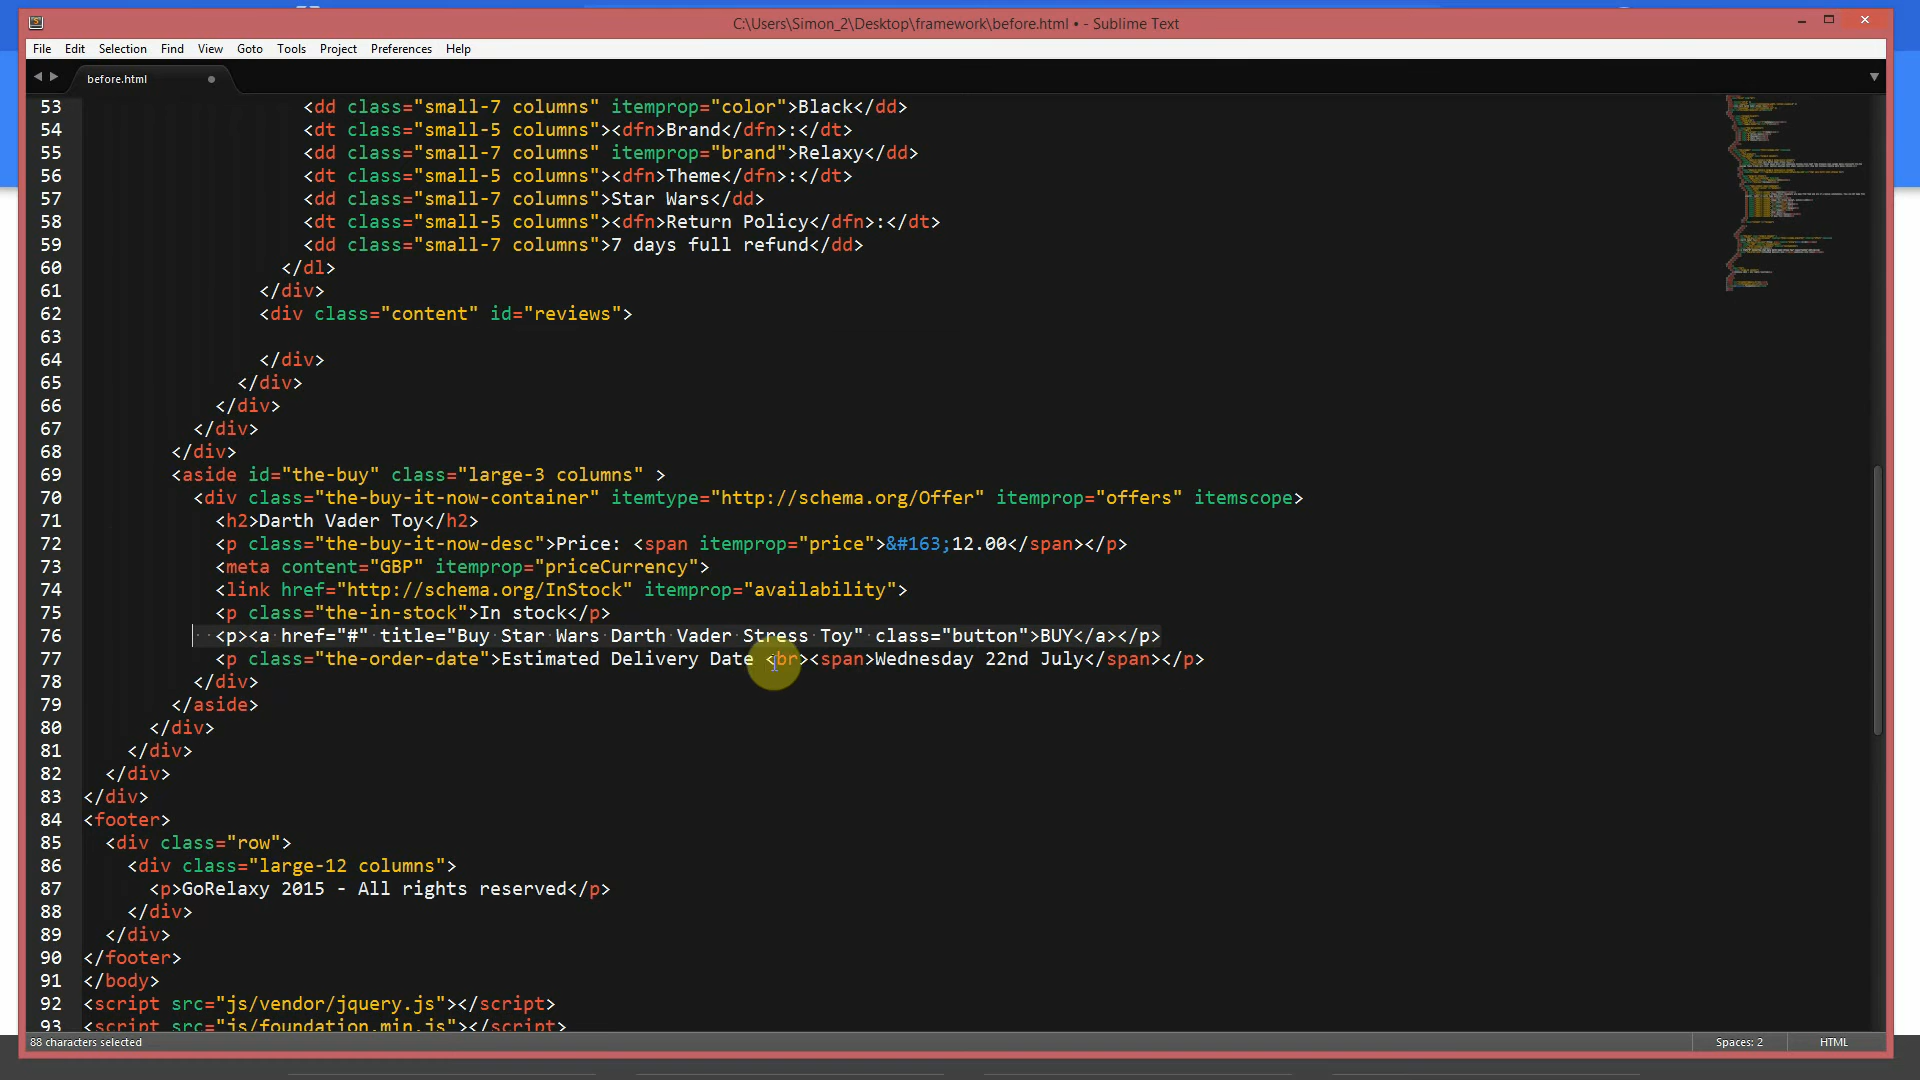 C:\Users\Simon_2\Desktop\framework\before.html • - Sublime Text
File Edit Selection Find View Goto Tools Project Preferences Help
before.html
53 <dd class="small-7 columns" itemprop="color">Black</dd>
54 <dt class="small-5 columns"><dfn>Brand</dfn>:</dt>
55 <dd class="small-7 columns" itemprop="brand">Relaxy</dd>
56 <dt class="small-5 columns"><dfn>Theme</dfn>:</dt>
57 <dd class="small-7 columns">Star Wars</dd>
58 <dt class="small-5 columns"><dfn>Return Policy</dfn>:</dt>
59 <dd class="small-7 columns">7 days full refund</dd>
60 </dl>
61 </div>
62 <div class="content" id="reviews">
63
64 </div>
65 </div>
66 </div>
67 </div>
68 </div>
69 <aside id="the-buy" class="large-3 columns" >
70 <div class="the-buy-it-now-container" itemtype="http://schema.org/Offer" itemprop="offers" itemscope>
71 <h2>Darth Vader Toy</h2>
72 <p class="the-buy-it-now-desc">Price: <span itemprop="price">&#163;12.00</span></p>
73 <meta content="GBP" itemprop="priceCurrency">
74 <link href="http://schema.org/InStock" itemprop="availability">
75 <p class="the-in-stock">In stock</p>
76 <p><a href="#" title="Buy Star Wars Darth Vader Stress Toy" class="button">BUY</a></p>
77 <p class="the-order-date">Estimated Delivery Date <br><span>Wednesday 22nd July</span></p>
78 </div>
79 </aside>
80 </div>
81 </div>
82 </div>
83 </div>
84 <footer>
85 <div class="row">
86 <div class="large-12 columns">
87 <p>GoRelaxy 2015 - All rights reserved</p>
88 </div>
89 </div>
90 </footer>
91 </body>
92 <script src="js/vendor/jquery.js"></script>
93 <script src="js/foundation.min.js"></script>
88 characters selected Spaces: 2 HTML